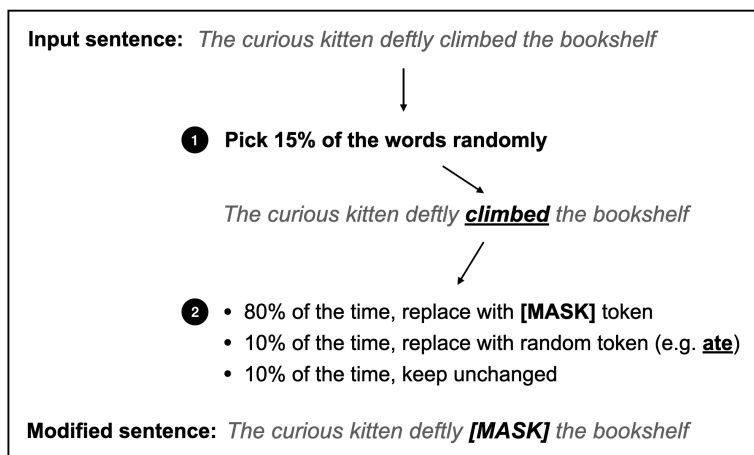 Input sentence: The curious kitten deftly climbed the bookshelf
1 Pick 15% of the words randomly
The curious kitten deftly climbed the bookshelf
2 • 80% of the time, replace with [MASK] token
• 10% of the time, replace with random token (e.g. ate)
• 10% of the time, keep unchanged
Modified sentence: The curious kitten deftly [MASK] the bookshelf